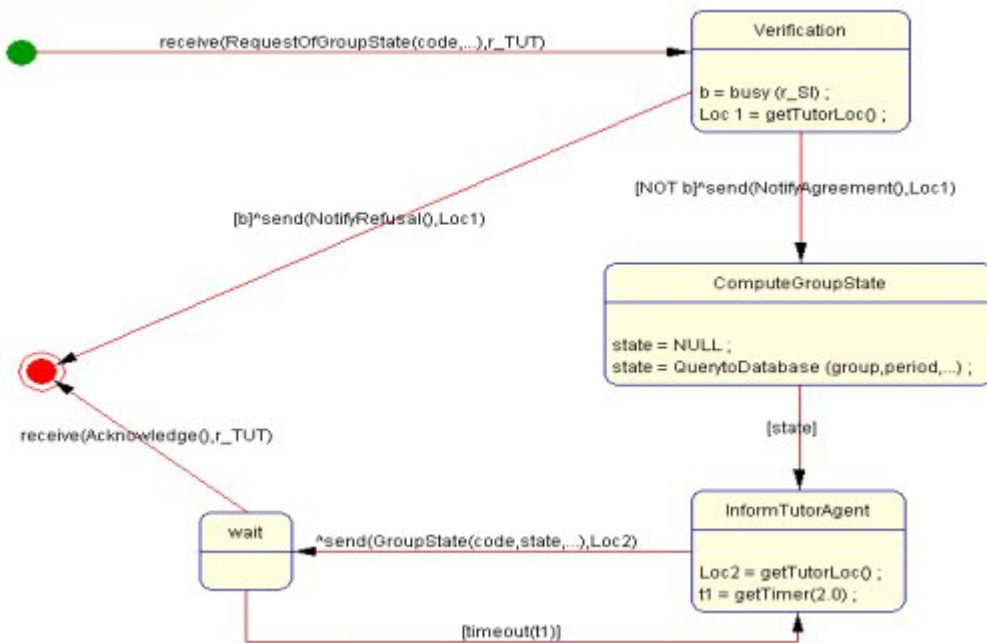 receive(RequestOfGroupState(code,...),r_TUT)
Verification
b = busy (r_SI) ;
Loc 1 = getTutorLoc() ;
[NOT b]^send(NotifyAgreement(),Loc1)
[b]^send(NotifyRefusal(),Loc1)
ComputeGroupState
state = NULL ;
state = QuerytoDatabase (group,period,...) ;
receive(Acknowledge(),r_TUT)
[state]
InformTutorAgent
wait
^send(GroupState(code,state,...),Loc2)
Loc2 = getTutorLoc() ;
t1 = getTimer(2.0) ;
[timeout(t1)]